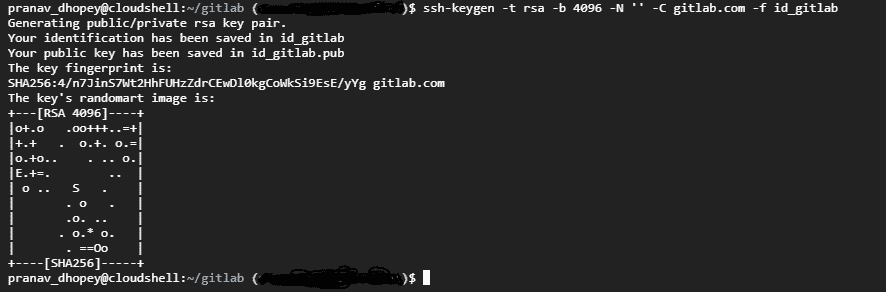 pranav_dhopey@cloudshell:~/gitlab ( )$ ssh-keygen -t rsa -b 4096 -N '' -C gitlab.com -f id_gitlab
Generating public/private rsa key pair.
Your identification has been saved in id_gitlab
Your public key has been saved in id_gitlab.pub
The key fingerprint is:
SHA256:4/n7JinS7Wt2HhFUHzZdrCEwDl0kgCoWkSi9EsE/yYg gitlab.com
The key's randomart image is:
+---[RSA 4096]----+
|o+.o   .oo+++..=+|
|+.+   .  o.+. o.=|
|o.+o..    . .. o.|
|E.+=.        ..  |
| o ..   S   .    |
|       . o   .   |
|       .o. ..    |
|      . o.* o.   |
|       . ==Oo    |
+----[SHA256]-----+
pranav_dhopey@cloudshell:~/gitlab ( )$